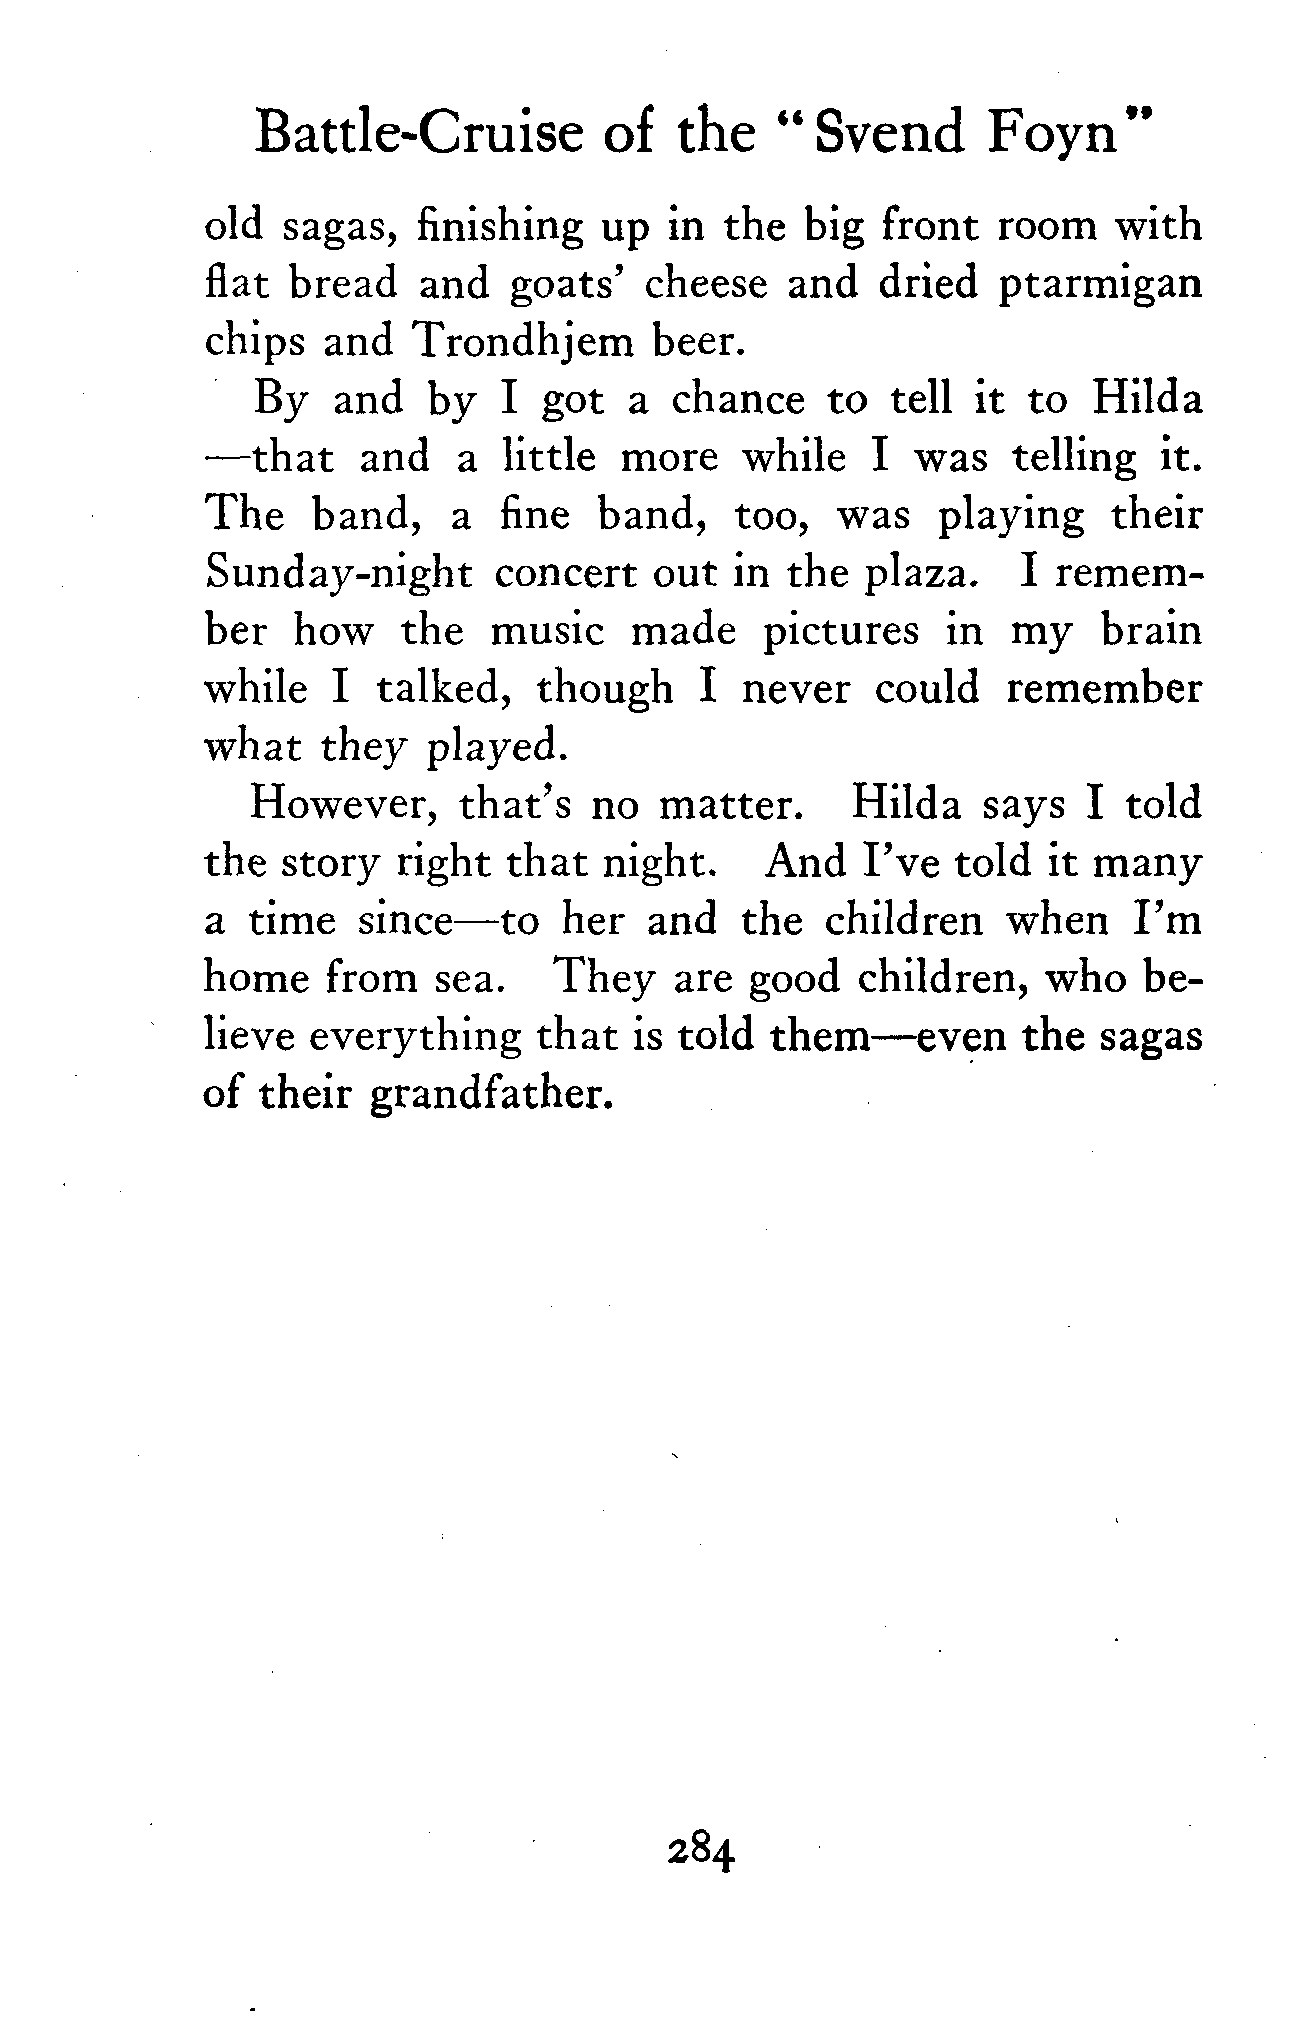 Battle-Cruise of the "Svend Foyn"
old sagas, finishing up in the big front room with
flat bread and goats' cheese and dried ptarmigan
chips and Trondhjem beer.
By and by I got a chance to tell it to Hilda
—that and a little more while I was telling it.
The band, a fine band, too, was playing their
Sunday-night concert out in the plaza. I remem-
ber how the music made pictures in my brain
while I talked, though I never could remember
what they played.
However, that's no matter. Hilda says I told
the story right that night. And I've told it many
a time since—to her and the children when I'm
home from sea. They are good children, who be-
lieve everything that is told them—even the sagas
of their grandfather.
284